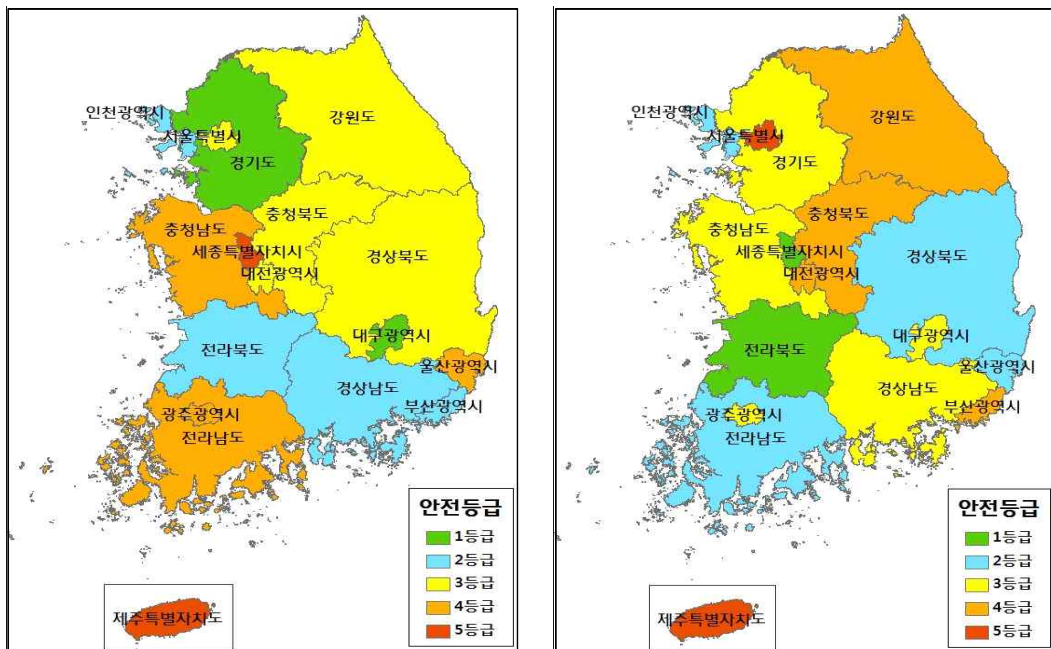 인천광역시
강원도
서울특별시
경기도
충청북도
충청남도
세종특별자치시
경상북도
대전광역시
대구광역시
전라북도
울산광역시
경상남도
부산광역시
광주광역시
전라남도
제주특별자치도
안전등급
1등급
2등급
3등급
4등급
5등급
인천광역시
강원도
서울특별시
경기도
충청북도
충청남도
세종특별자치시
경상북도
대전광역시
대구광역시
전라북도
울산광역시
경상남도
부산광역시
광주광역시
전라남도
제주특별자치도
안전등급
1등급
2등급
3등급
4등급
5등급